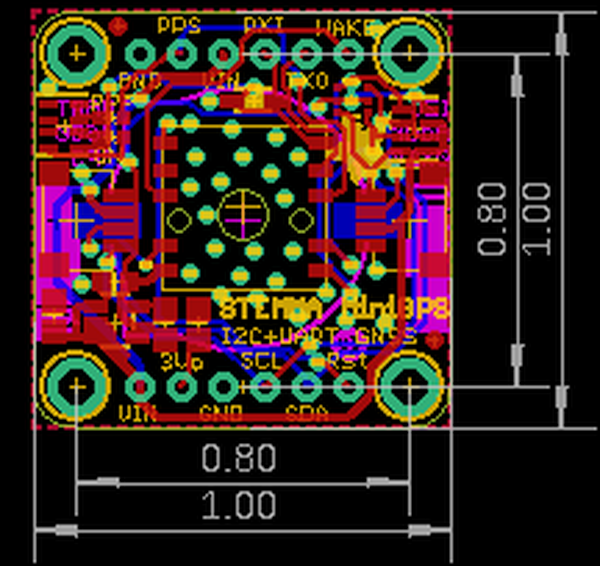 PPS RXI WAKE
GND VIN TXO
0.80
1.00
STEMMA MiniGPS
I2C+UART GNSS
3Vo SCL Rst
VIN GND SDA
0.80
1.00